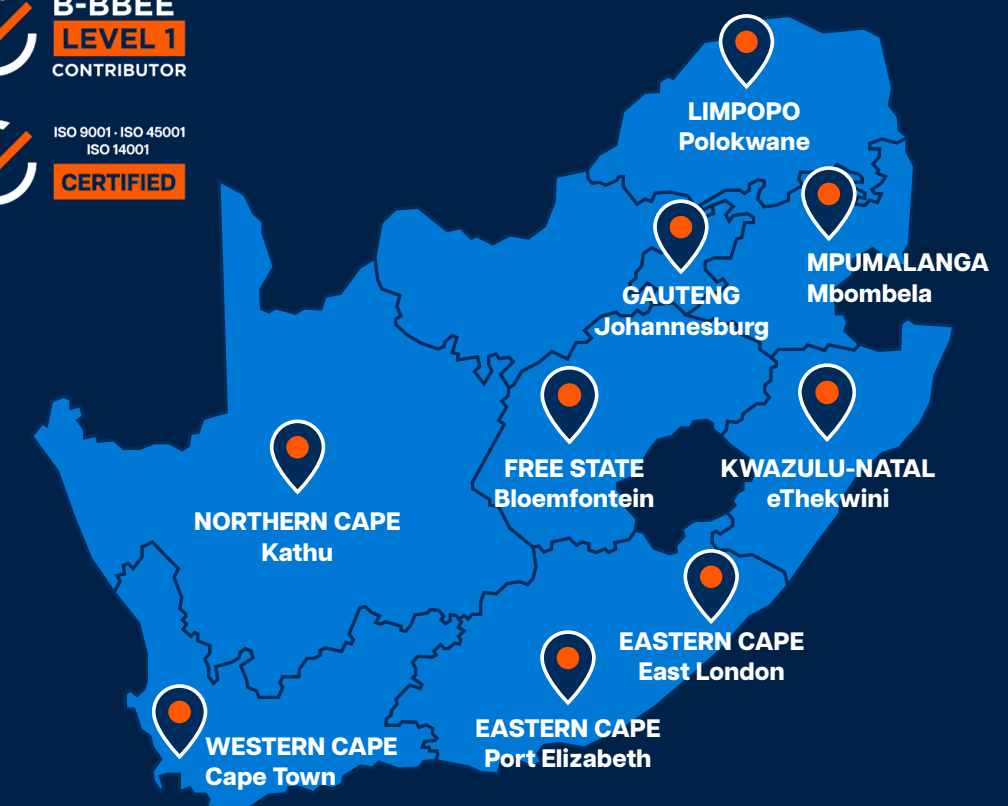 B-BBEE
LEVEL 1
CONTRIBUTOR
ISO 9001 · ISO 45001
ISO 14001
CERTIFIED
LIMPOPO
Polokwane
MPUMALANGA
Mbombela
GAUTENG
Johannesburg
FREE STATE
Bloemfontein
KWAZULU-NATAL
eThekwini
NORTHERN CAPE
Kathu
EASTERN CAPE
East London
EASTERN CAPE
Port Elizabeth
WESTERN CAPE
Cape Town